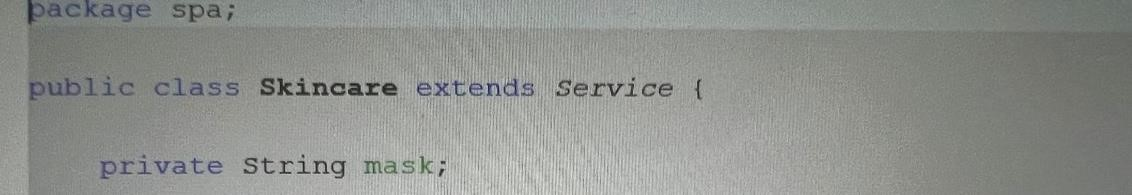 package spa;
public class Skincare extends Service {
private String mask;